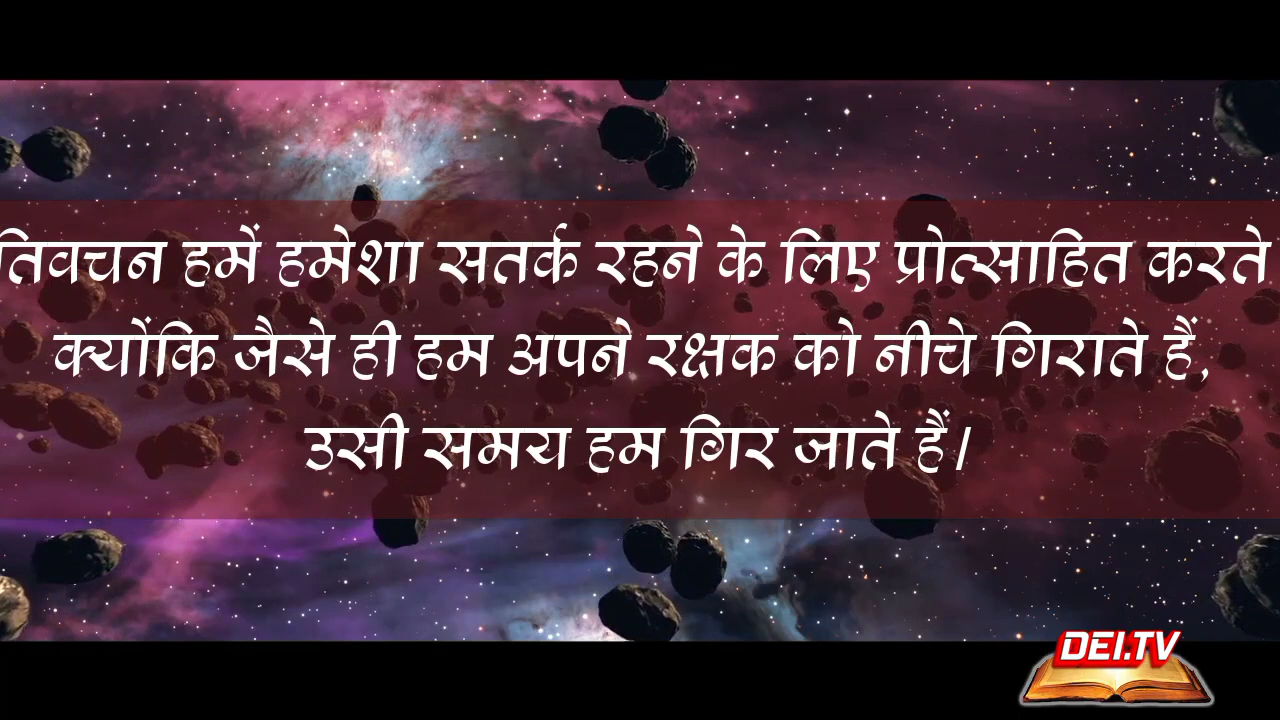 तिवचन हमें हमेशा सतर्क रहने के लिए प्रोत्साहित करते
क्योंकि जैसे ही हम अपने रक्षक को नीचे गिराते हैं,
उसी समय हम गिर जाते हैं।
DEI.TV